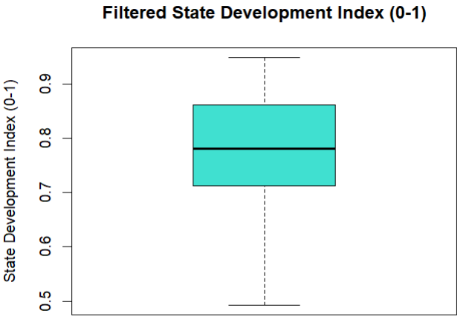 Filtered State Development Index (0-1)
State Development Index (0-1)
0.9
0.8
0.7
0.6
0.5